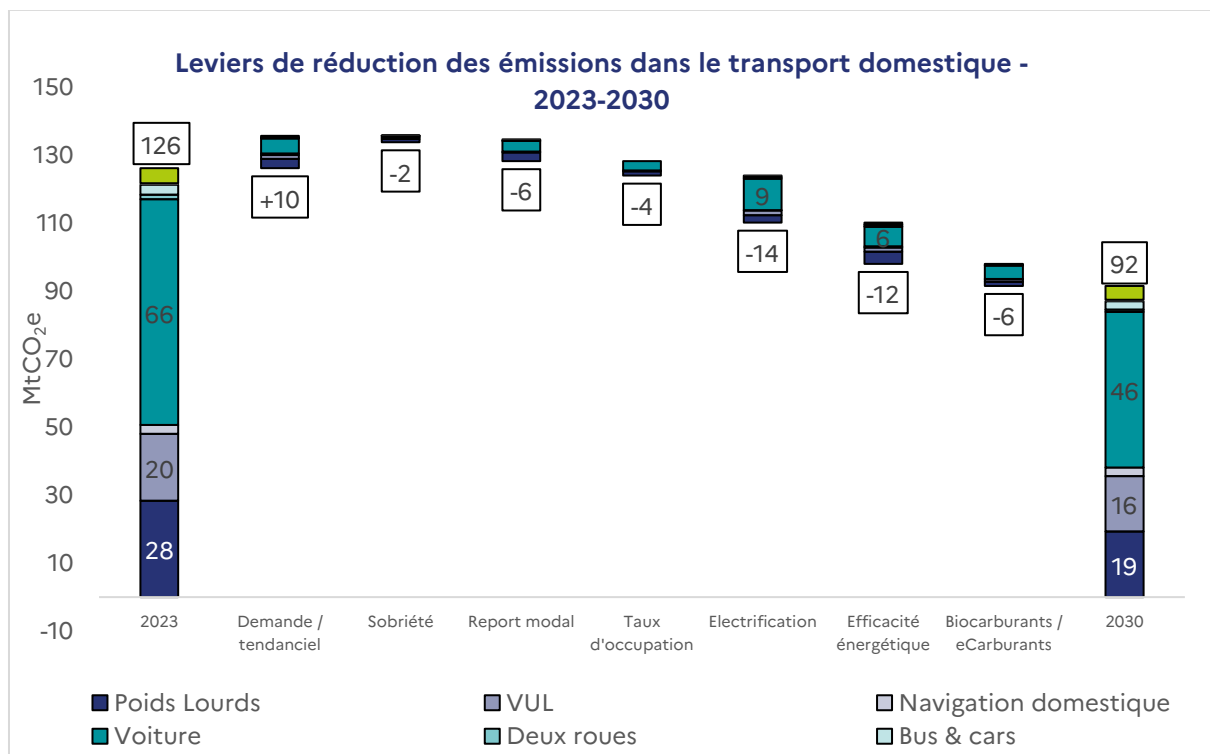 Leviers de réduction des émissions dans le transport domestique -
2023-2030
MtCO₂e
150
130
110
90
70
50
30
10
-10
126
66
20
28
+10
-2
-6
-4
9
-14
6
-12
-6
92
46
16
19
2023
Demande /
tendanciel
Sobriété
Report modal
Taux
d'occupation
Electrification
Efficacité
énergétique
Biocarburants /
eCarburants
2030
Poids Lourds
VUL
Navigation domestique
Voiture
Deux roues
Bus & cars